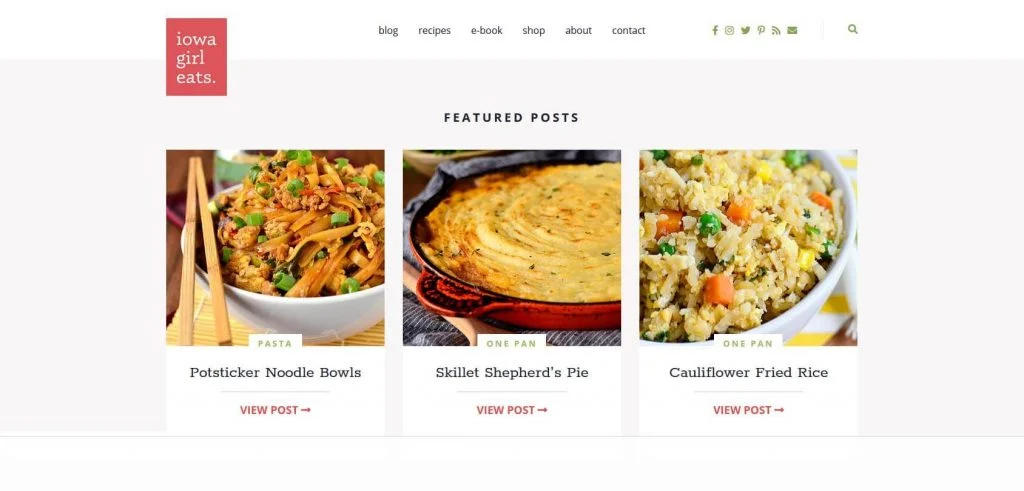 iowa
girl
eats.
blog recipes e-book shop about contact
FEATURED POSTS
PASTA
Potsticker Noodle Bowls
VIEW POST →
ONE PAN
Skillet Shepherd's Pie
VIEW POST →
ONE PAN
Cauliflower Fried Rice
VIEW POST →